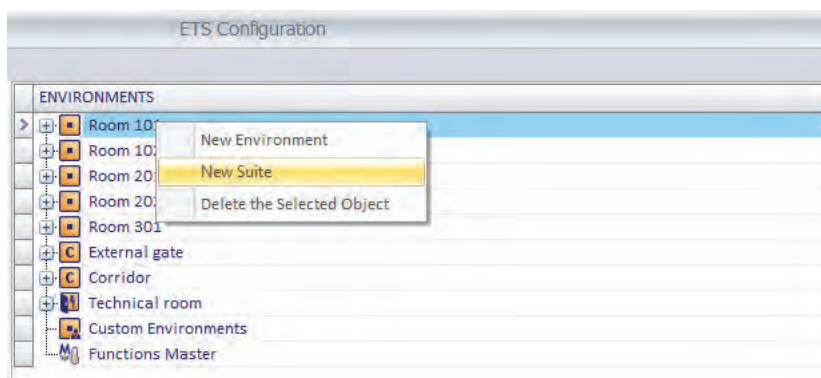 ETS Configuration
ENVIRONMENTS
Room 101
New Environment
Room 10
New Suite
Room 20
Delete the Selected Object
Room 20
Room 301
C External gate
C Corridor
Technical room
Custom Environments
Functions Master